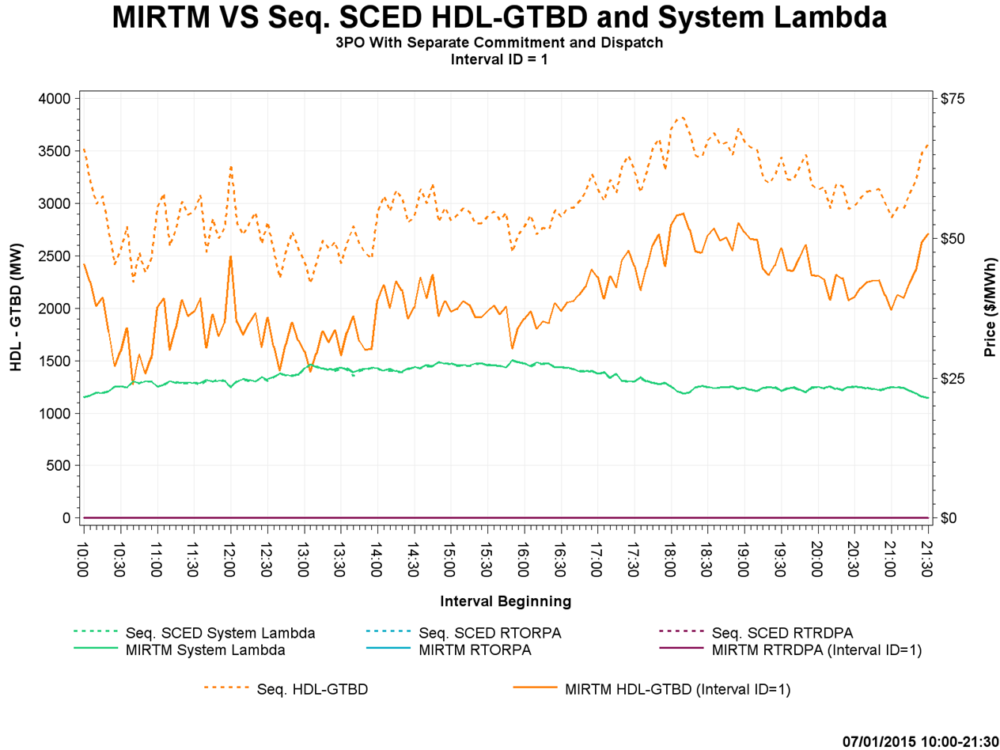 MIRTM VS Seq. SCED HDL-GTBD and System Lambda
3PO With Separate Commitment and Dispatch
Interval ID = 1
4000
3500
3000
2500
2000
1500
1000
500
0
HDL - GTBD (MW)
$75
$50
$25
$0
Price ($/MWh)
10:00
10:30
11:00
11:30
12:00
12:30
13:00
13:30
14:00
14:30
15:00
15:30
16:00
16:30
17:00
17:30
18:00
18:30
19:00
19:30
20:00
20:30
21:00
21:30
Interval Beginning
Seq. SCED System Lambda
Seq. SCED RTORPA
Seq. SCED RTRDPA
MIRTM System Lambda
MIRTM RTORPA
MIRTM RTRDPA (Interval ID=1)
Seq. HDL-GTBD
MIRTM HDL-GTBD (Interval ID=1)
07/01/2015 10:00-21:30